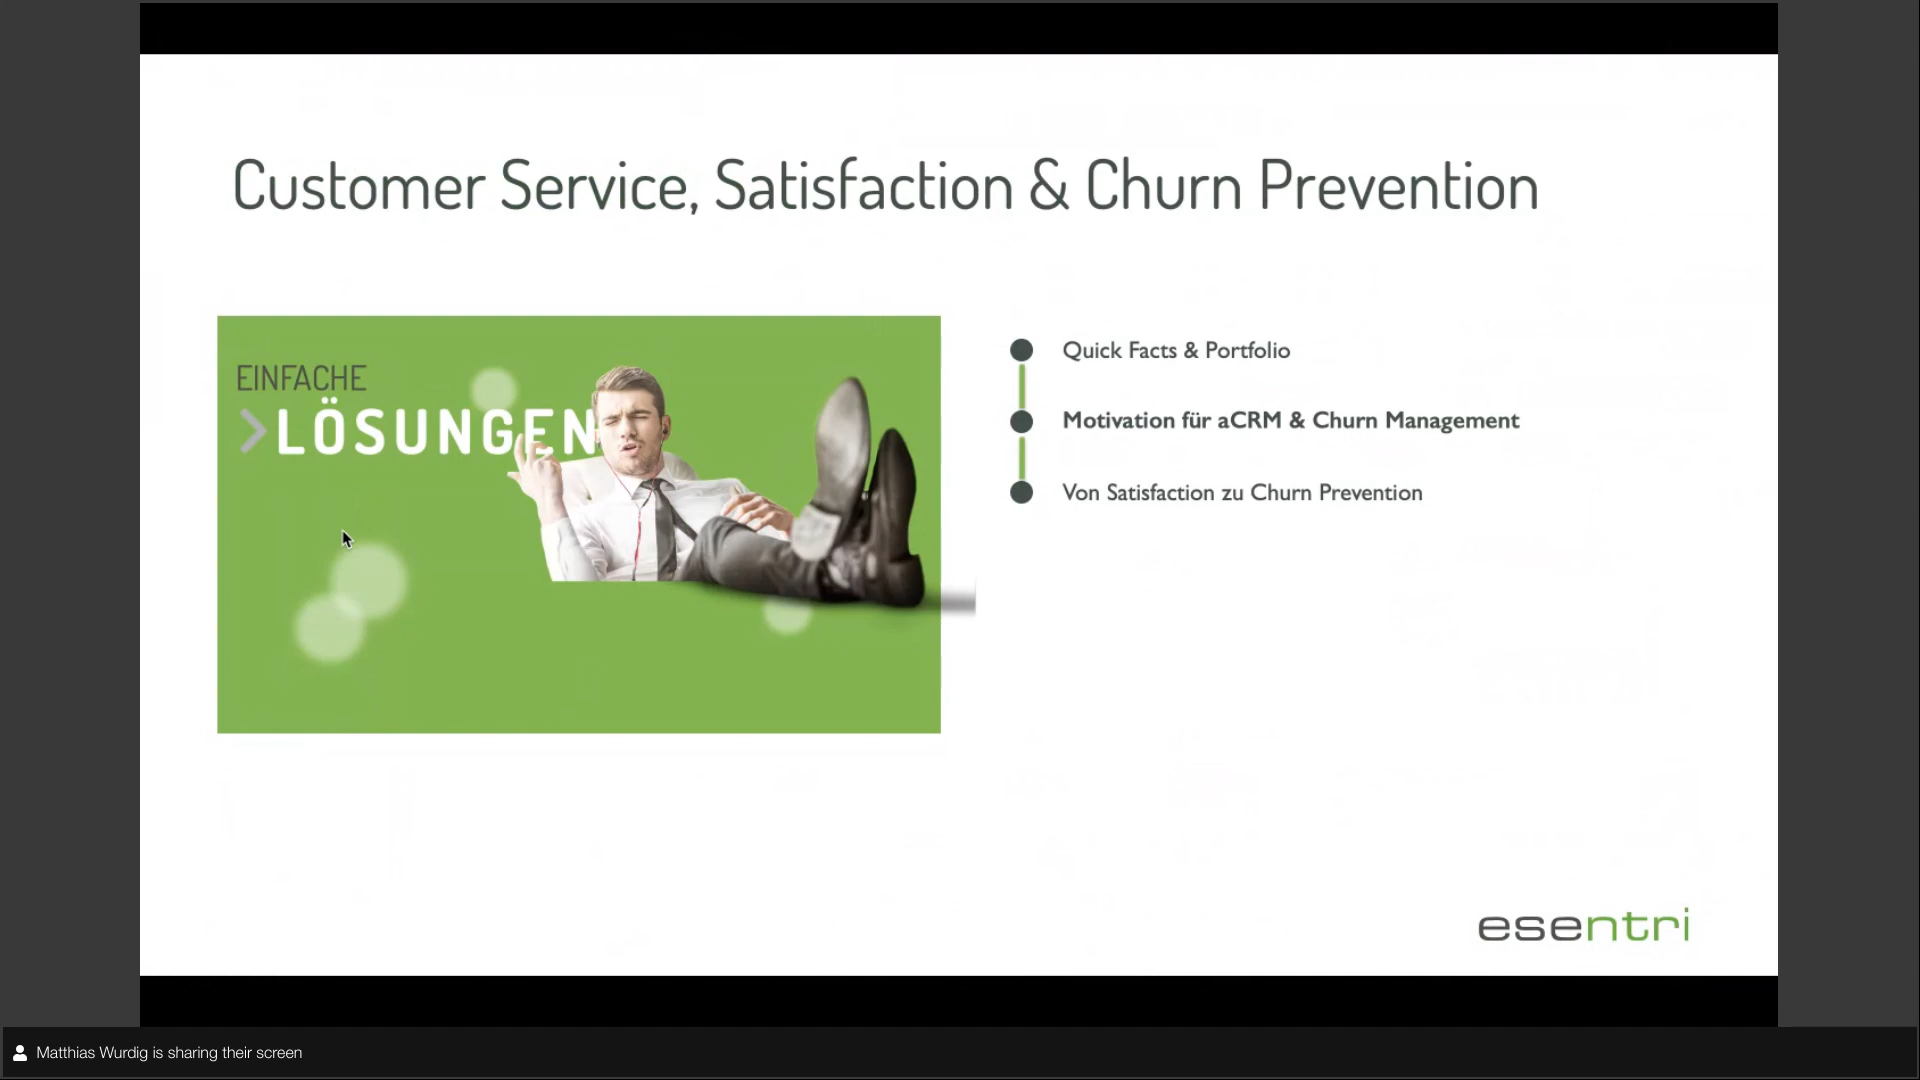 Customer Service, Satisfaction & Churn Prevention
EINFACHE
>LÖSUNGEN
Quick Facts & Portfolio
Motivation für aCRM & Churn Management
Von Satisfaction zu Churn Prevention
esentri
Matthias Wurdig is sharing their screen